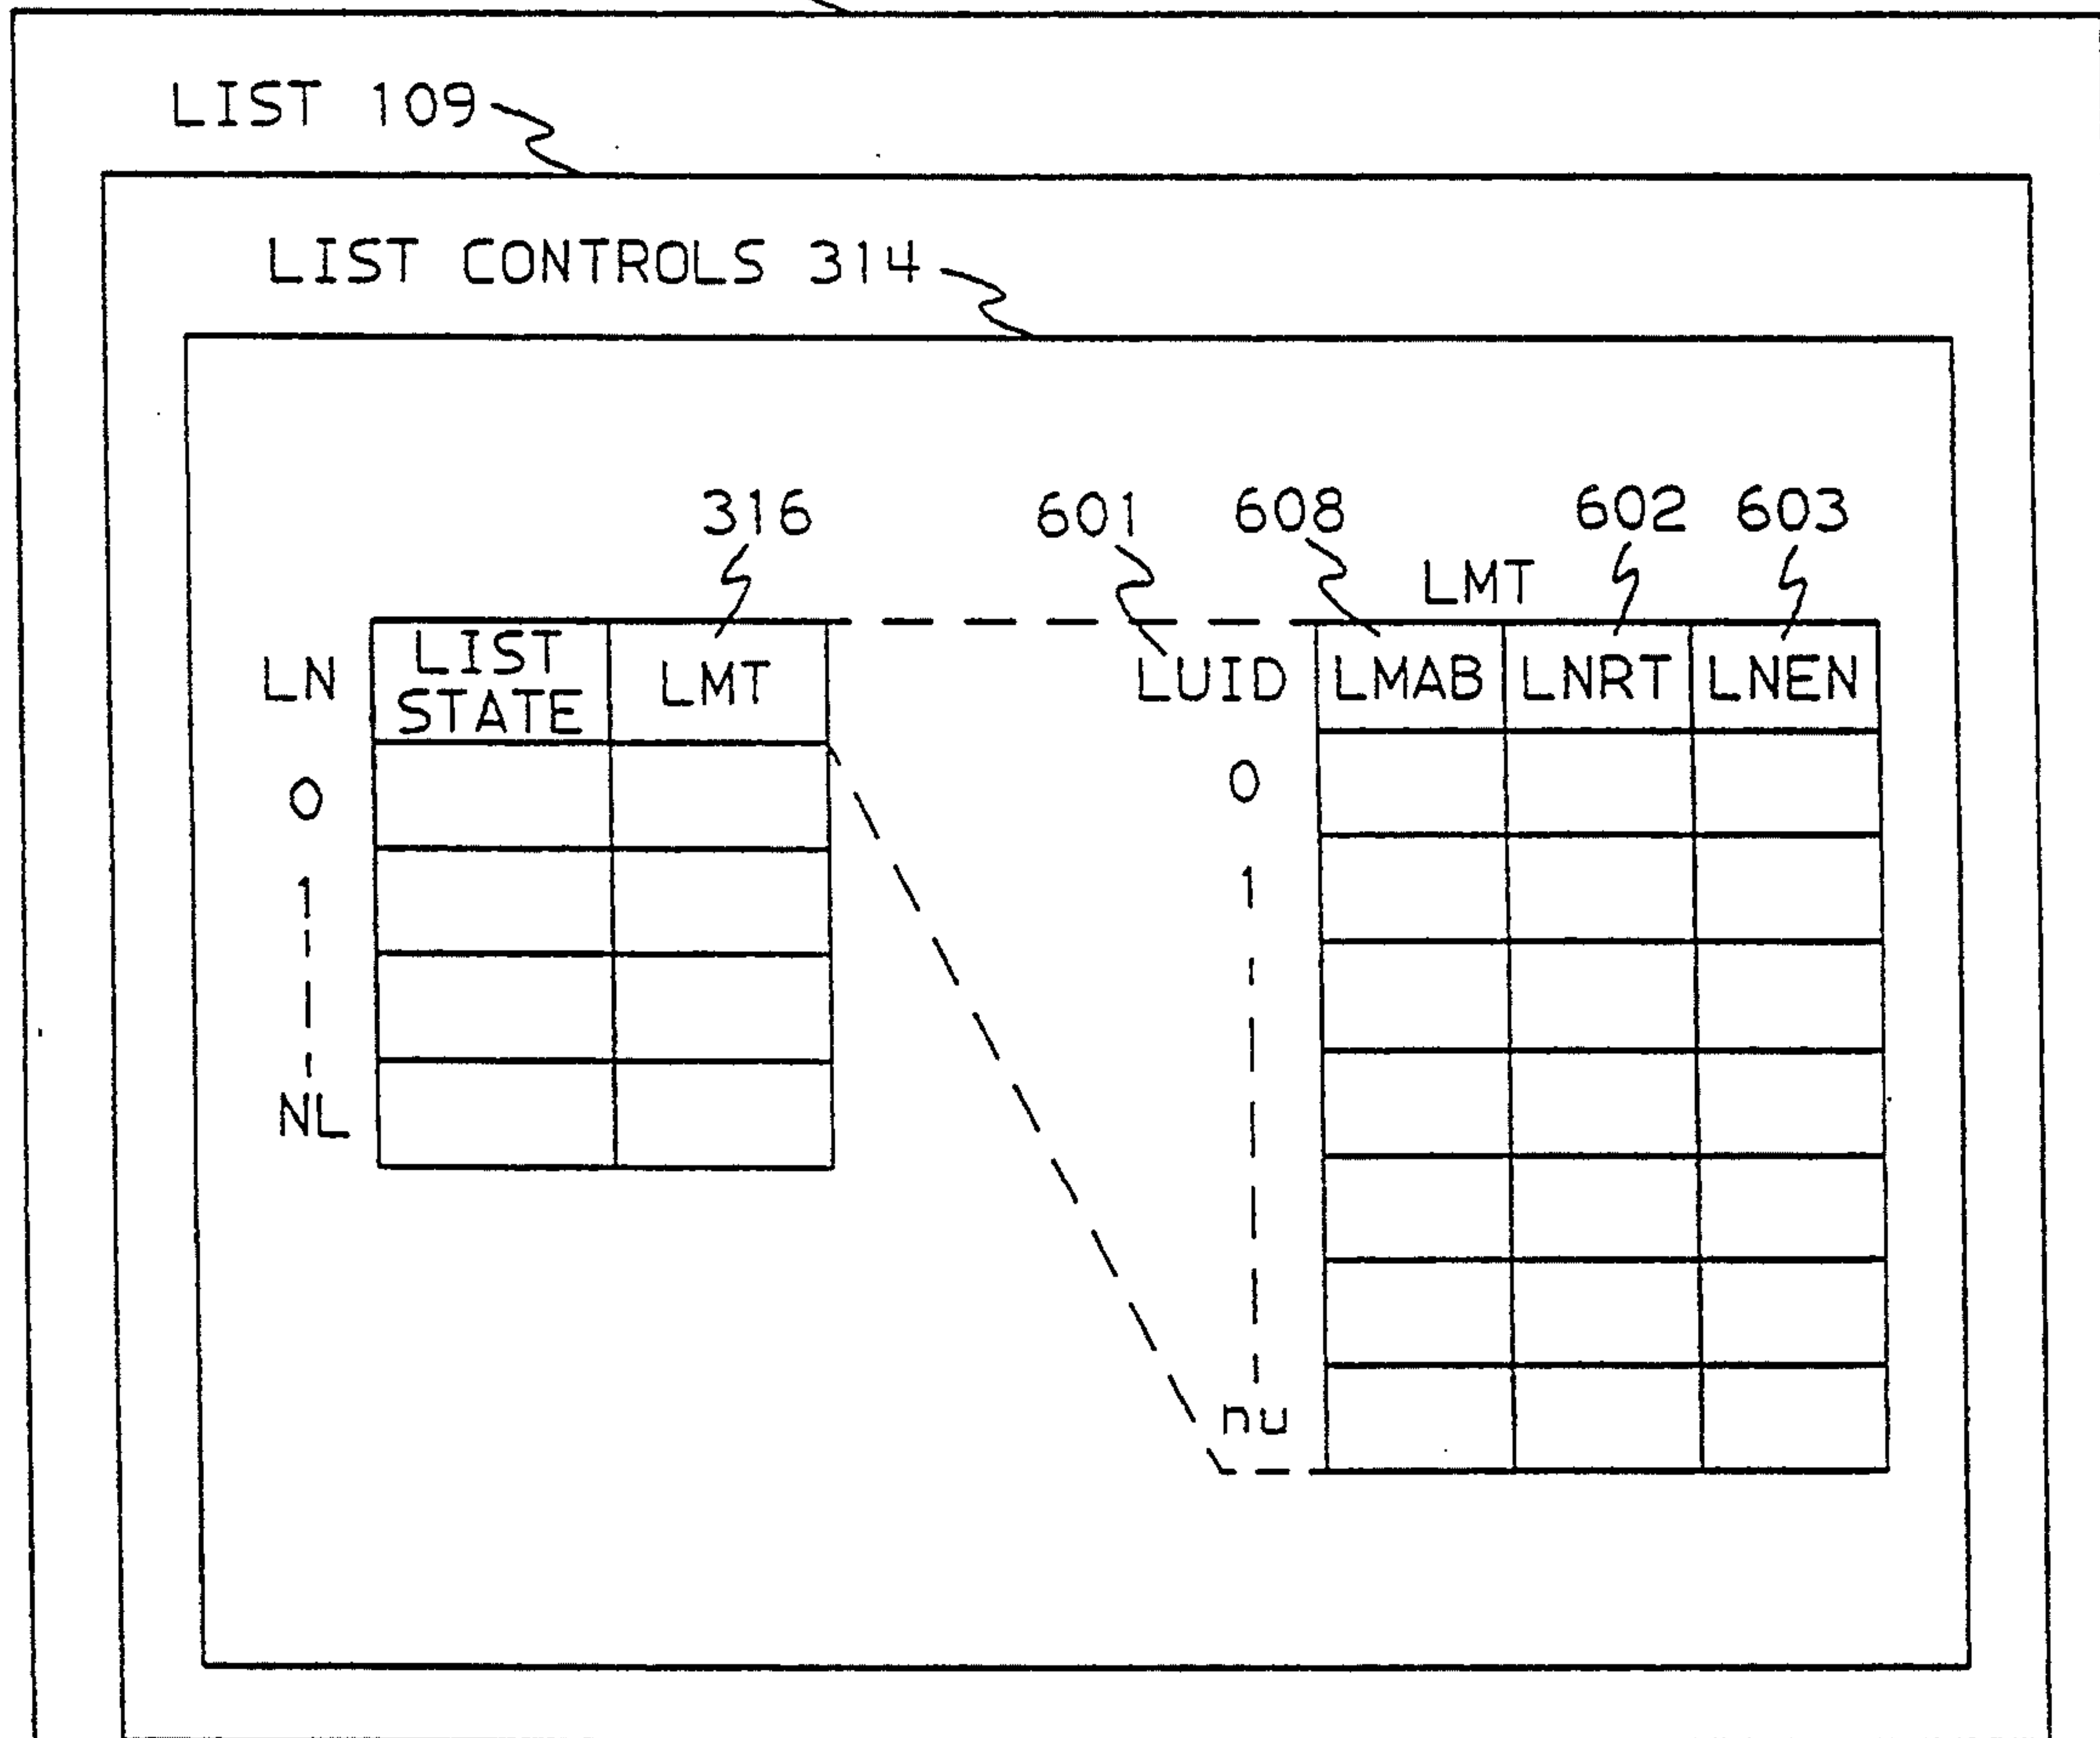 LIST 109
LIST CONTROLS 314
316 601 608 602 603
LMT
LN LIST STATE LMT LUID LMAB LNRT LNEN
0 0
1 1
NL
nu